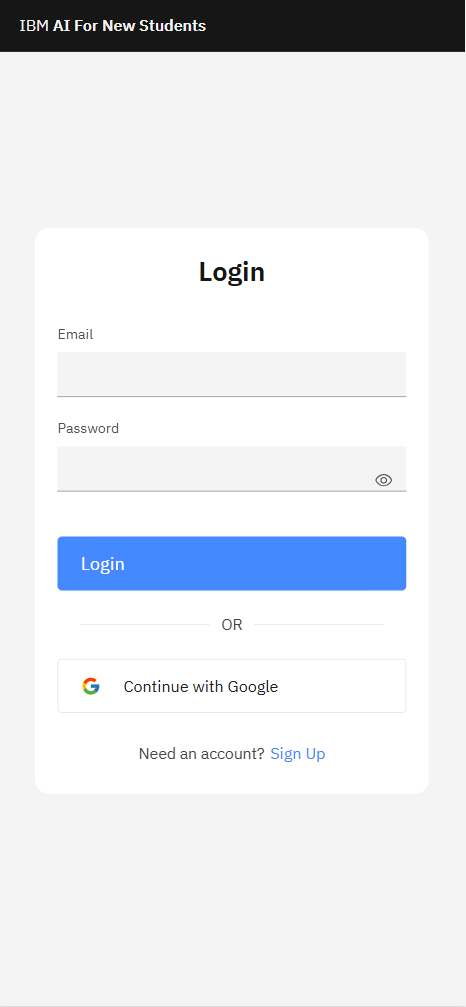 IBM AI For New Students
Login
Email
Password
Login
OR
Continue with Google
Need an account? Sign Up